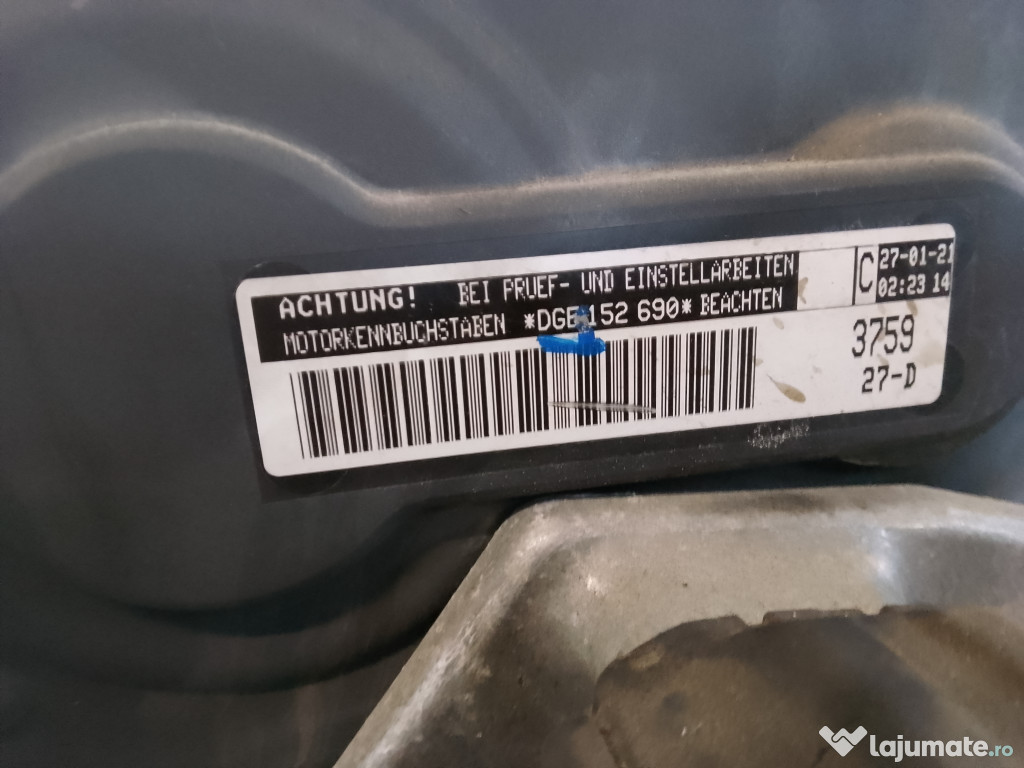 ACHTUNG! BEI PRUEF- UND EINSTELLARBEITEN
MOTORKENNBUCHSTABEN *DGE 152 690* BEACHTEN
C
27-01-21
02:23 14
3759
27-D
lajumate.ro